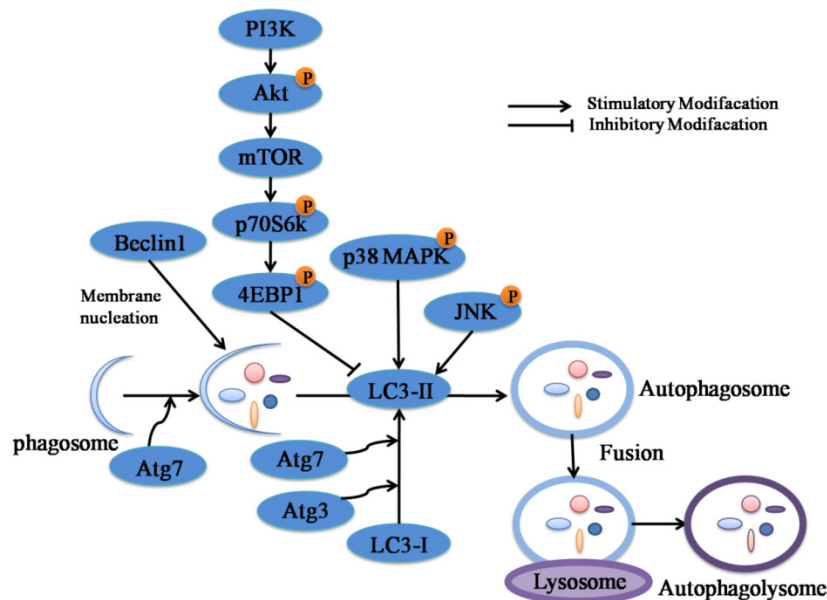 PI3K
P
Akt
Stimulatory Modifacation
Inhibitory Modifacation
mTOR
P
p70S6k
Beclin1
P
p38 MAPK
P
4EBP1
P
JNK
Membrane
nucleation
LC3-II
Autophagosome
phagosome
Atg7
Atg7
Fusion
Atg3
LC3-I
Lysosome
Autophagolysome